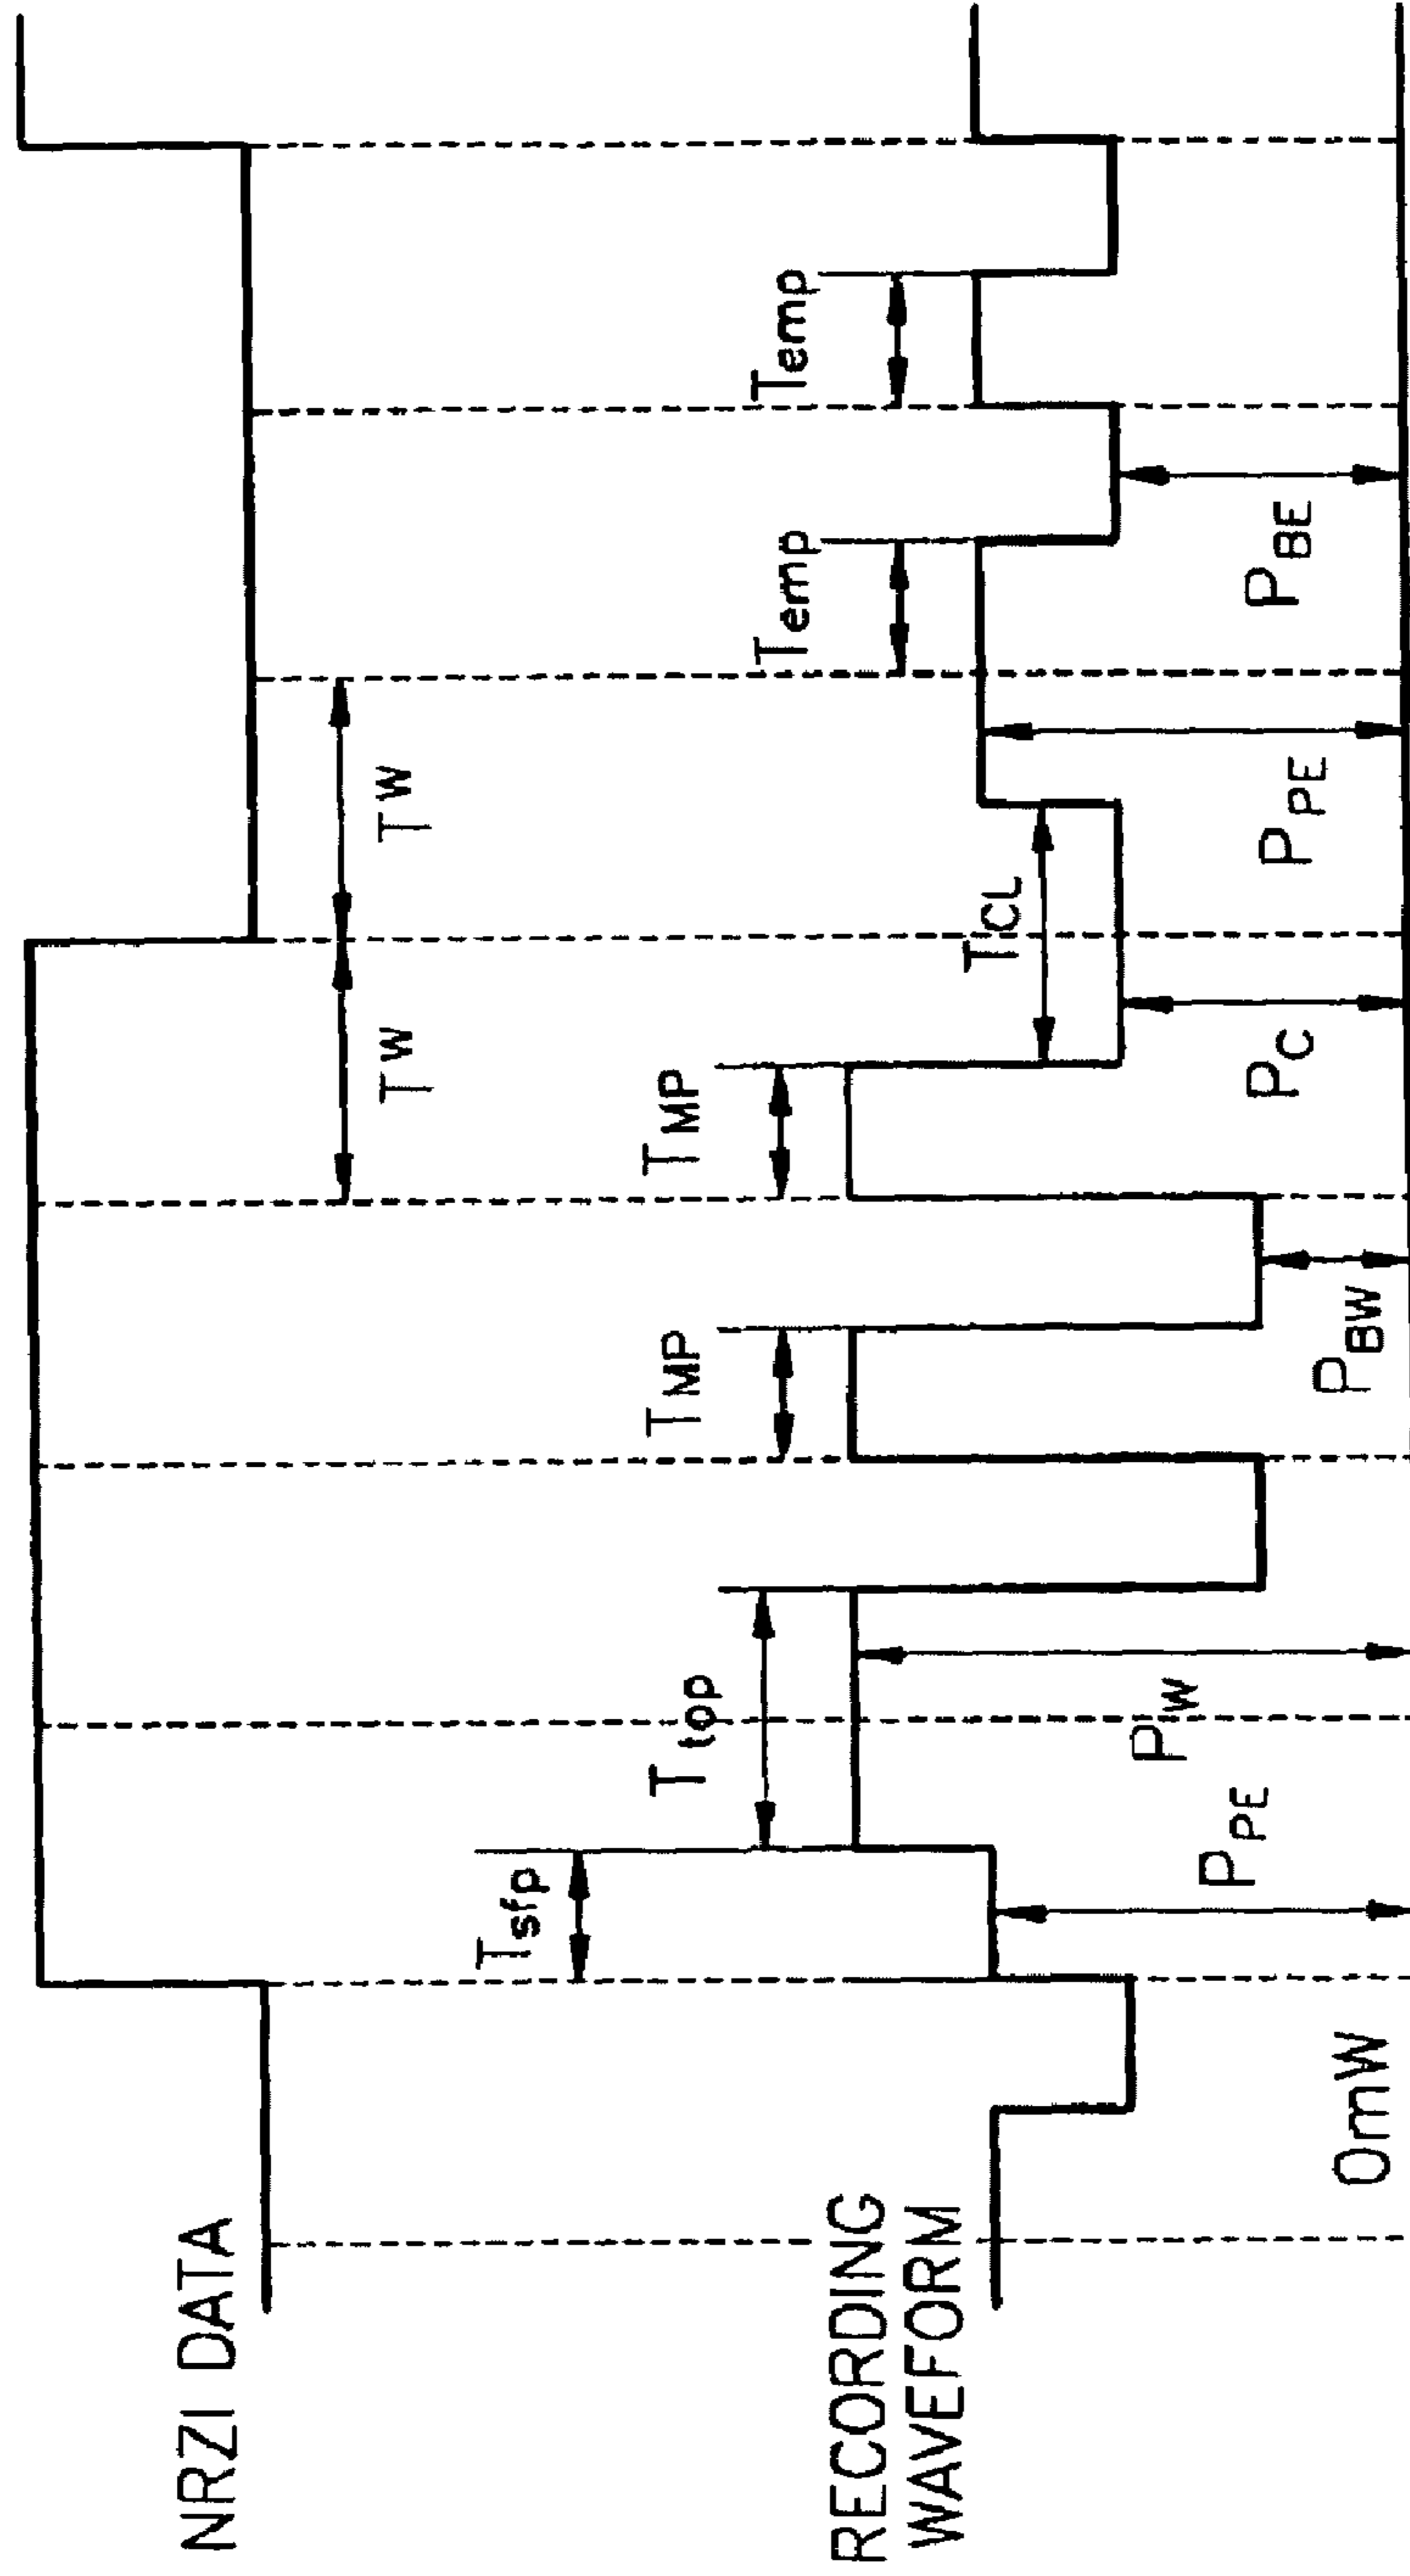 NRZI DATA
TW
TW
RECORDING
WAVEFORM
Tsfp
Ttop
TMP
TMP
TCL
Temp
Temp
PPE
PW
PBW
PC
PPE
PBE
0mW